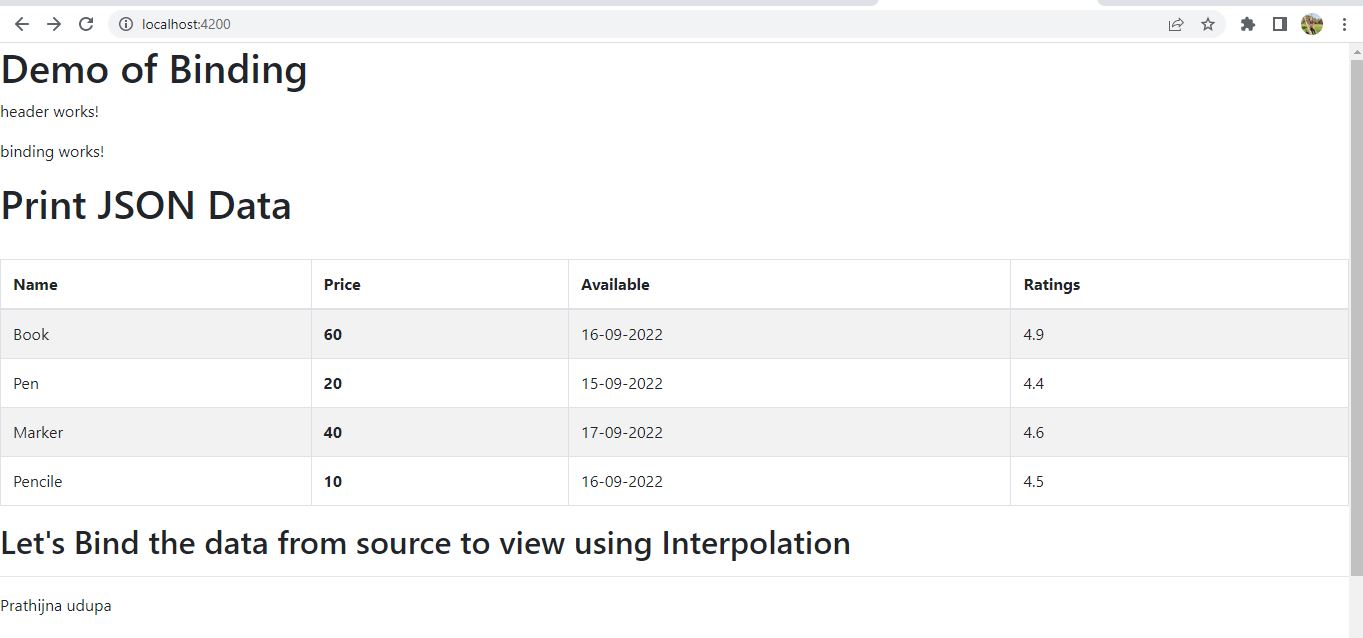 localhost:4200
Demo of Binding
header works!
binding works!
Print JSON Data
Name Price Available Ratings
Book 60 16-09-2022 4.9
Pen 20 15-09-2022 4.4
Marker 40 17-09-2022 4.6
Pencile 10 16-09-2022 4.5
Let's Bind the data from source to view using Interpolation
Prathijna udupa